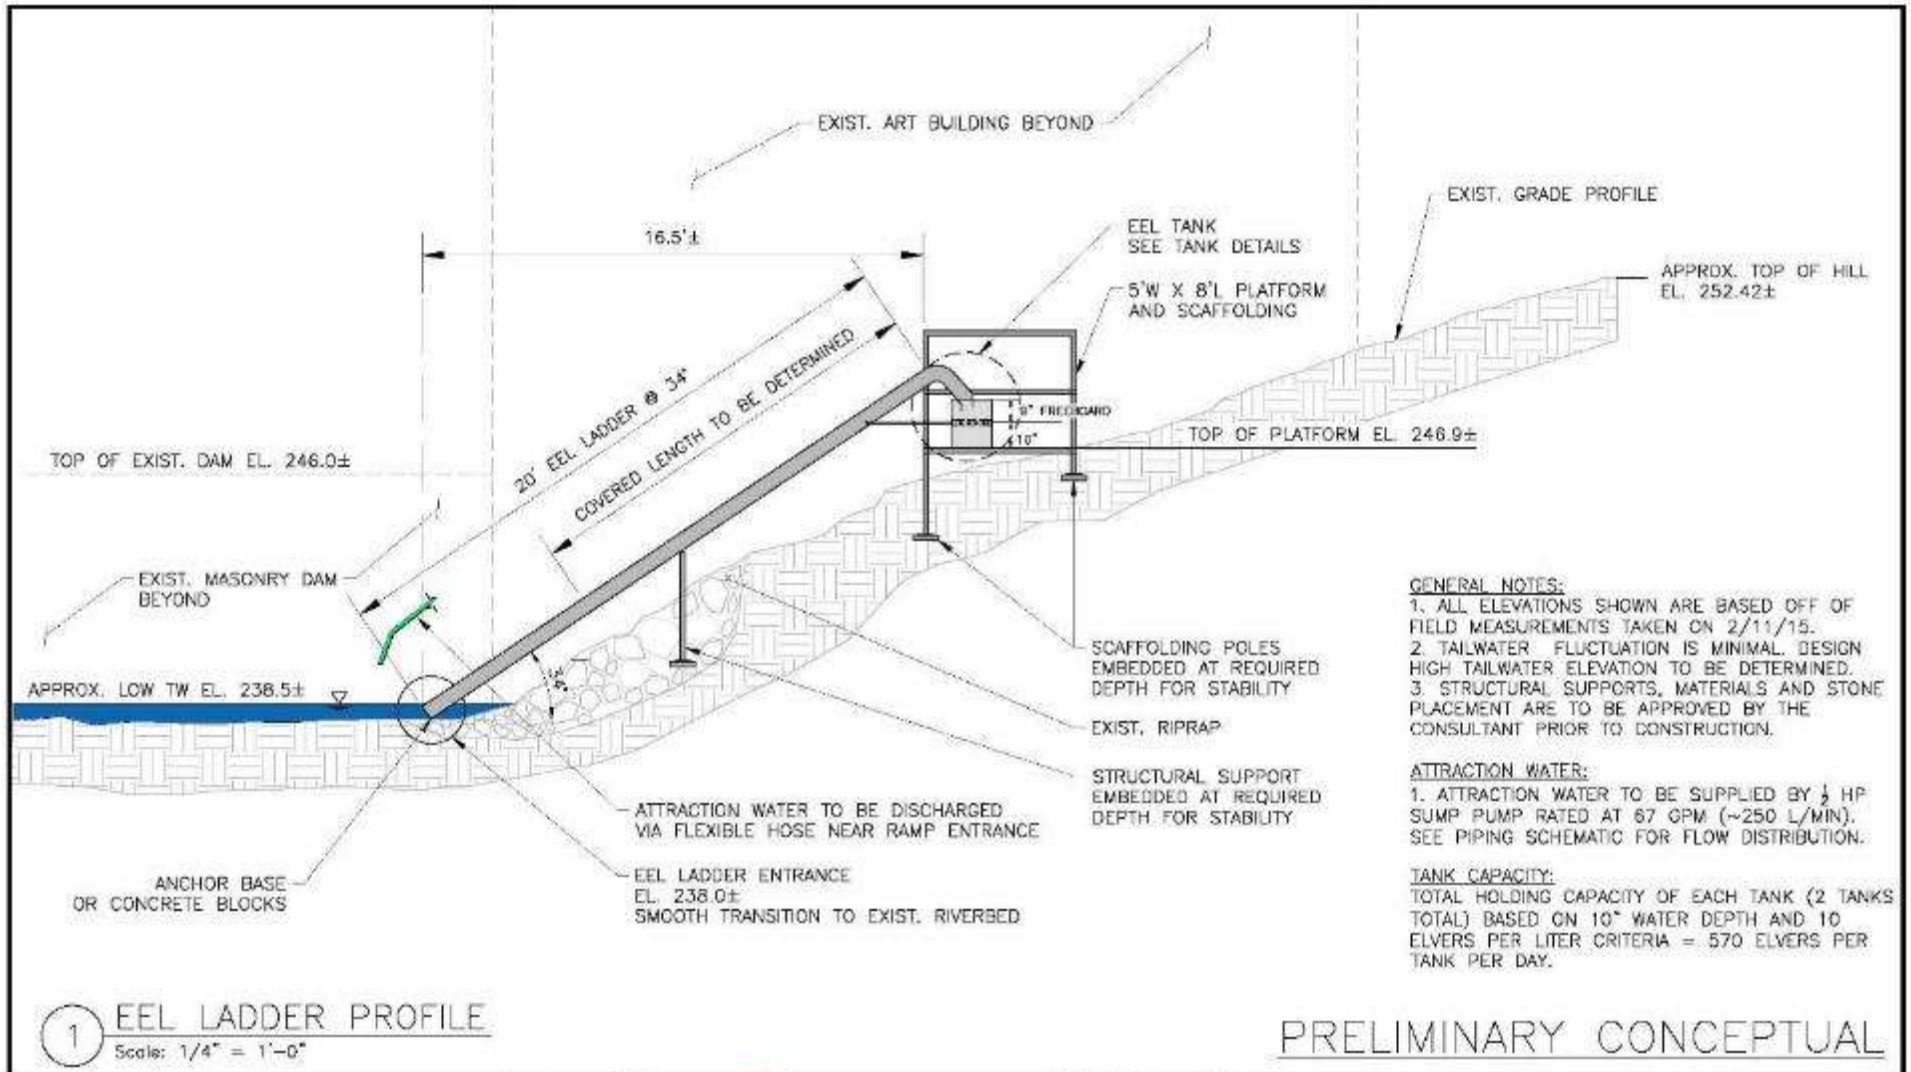 EXIST. ART BUILDING BEYOND
EXIST. GRADE PROFILE
EEL TANK
SEE TANK DETAILS
16.5'±
APPROX. TOP OF HILL
EL. 252.42±
5'W X 8'L PLATFORM
AND SCAFFOLDING
20' EEL LADDER @ 34°
COVERED LENGTH TO BE DETERMINED
9" FREEBOARD
10"
TOP OF PLATFORM EL. 246.9±
TOP OF EXIST. DAM EL. 246.0±
EXIST. MASONRY DAM
BEYOND
APPROX. LOW TW EL. 238.5±
34°
SCAFFOLDING POLES
EMBEDDED AT REQUIRED
DEPTH FOR STABILITY
EXIST. RIPRAP
STRUCTURAL SUPPORT
EMBEDDED AT REQUIRED
DEPTH FOR STABILITY
ATTRACTION WATER TO BE DISCHARGED
VIA FLEXIBLE HOSE NEAR RAMP ENTRANCE
EEL LADDER ENTRANCE
EL. 238.0±
SMOOTH TRANSITION TO EXIST. RIVERBED
ANCHOR BASE
OR CONCRETE BLOCKS
GENERAL NOTES:
1. ALL ELEVATIONS SHOWN ARE BASED OFF OF
FIELD MEASUREMENTS TAKEN ON 2/11/15.
2. TAILWATER FLUCTUATION IS MINIMAL. DESIGN
HIGH TAILWATER ELEVATION TO BE DETERMINED.
3. STRUCTURAL SUPPORTS, MATERIALS AND STONE
PLACEMENT ARE TO BE APPROVED BY THE
CONSULTANT PRIOR TO CONSTRUCTION.
ATTRACTION WATER:
1. ATTRACTION WATER TO BE SUPPLIED BY ½ HP
SUMP PUMP RATED AT 67 GPM (~250 L/MIN).
SEE PIPING SCHEMATIC FOR FLOW DISTRIBUTION.
TANK CAPACITY:
TOTAL HOLDING CAPACITY OF EACH TANK (2 TANKS
TOTAL) BASED ON 10" WATER DEPTH AND 10
ELVERS PER LITER CRITERIA = 570 ELVERS PER
TANK PER DAY.
1
EEL LADDER PROFILE
Scale: 1/4" = 1'-0"
PRELIMINARY CONCEPTUAL